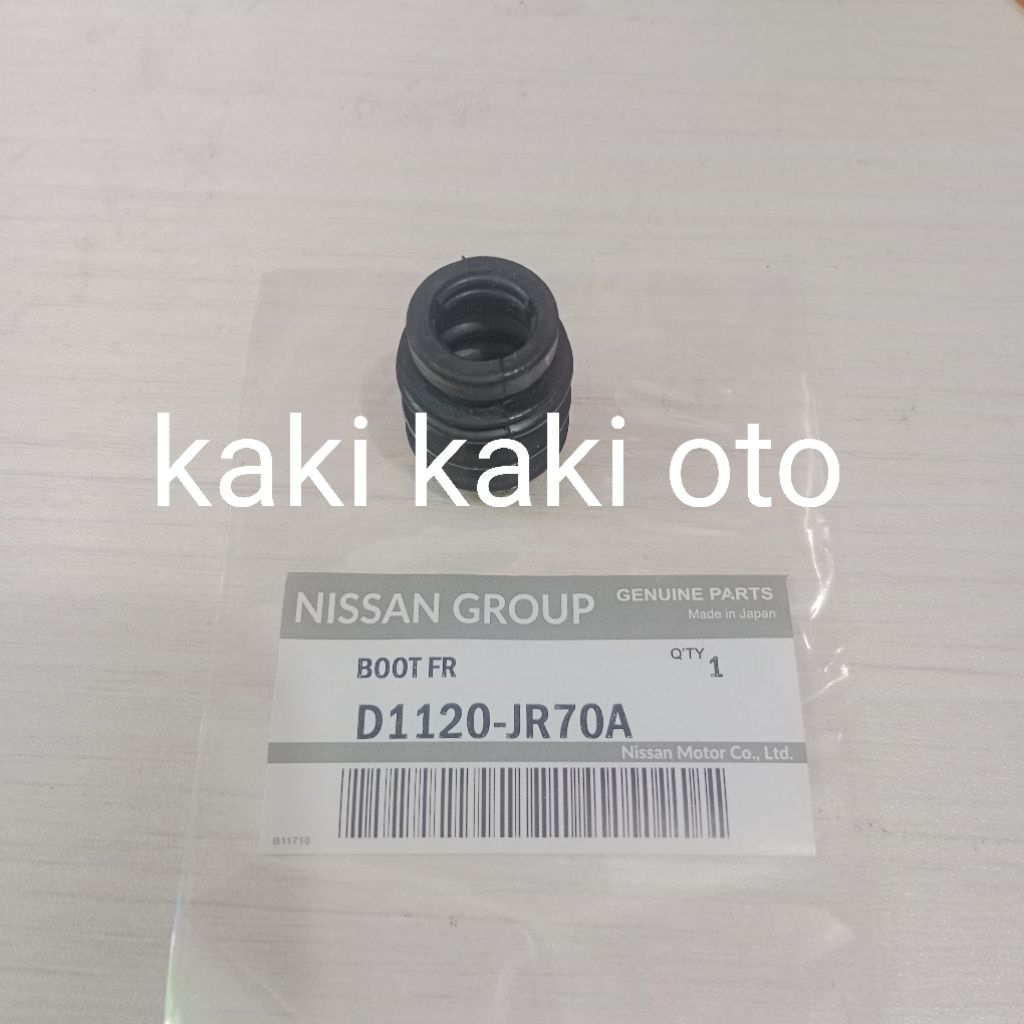 kaki kaki oto
NISSAN GROUP
GENUINE PARTS
Made in Japan
BOOT FR
Q'TY 1
D1120-JR70A
Nissan Motor Co., Ltd.
B11710